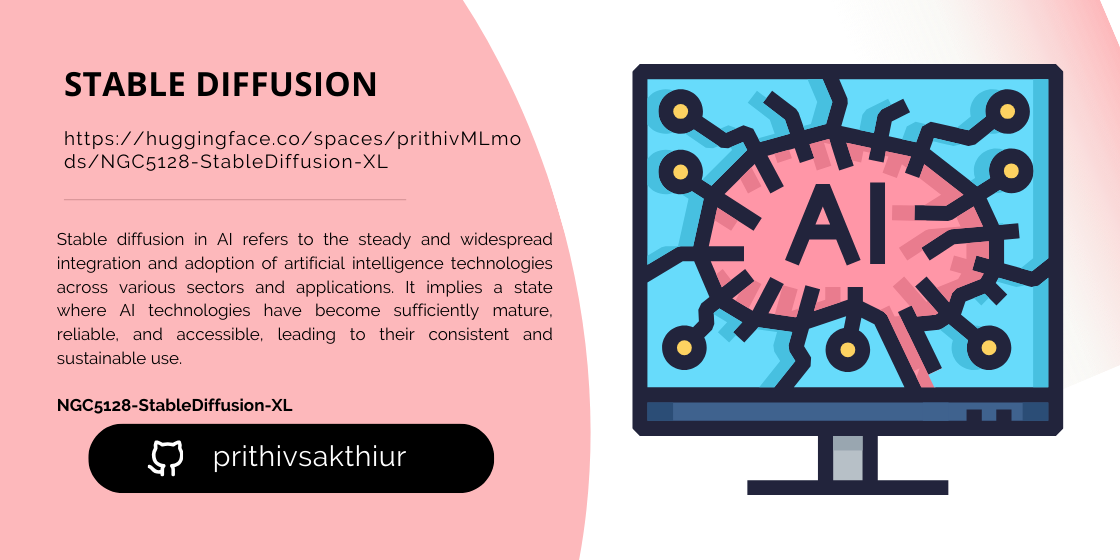 STABLE DIFFUSION
https://huggingface.co/spaces/prithivMLmo
ds/NGC5128-StableDiffusion-XL
Stable diffusion in AI refers to the steady and widespread
integration and adoption of artificial intelligence technologies
across various sectors and applications. It implies a state
where AI technologies have become sufficiently mature,
reliable, and accessible, leading to their consistent and
sustainable use.
NGC5128-StableDiffusion-XL
prithivsakthiur
AI